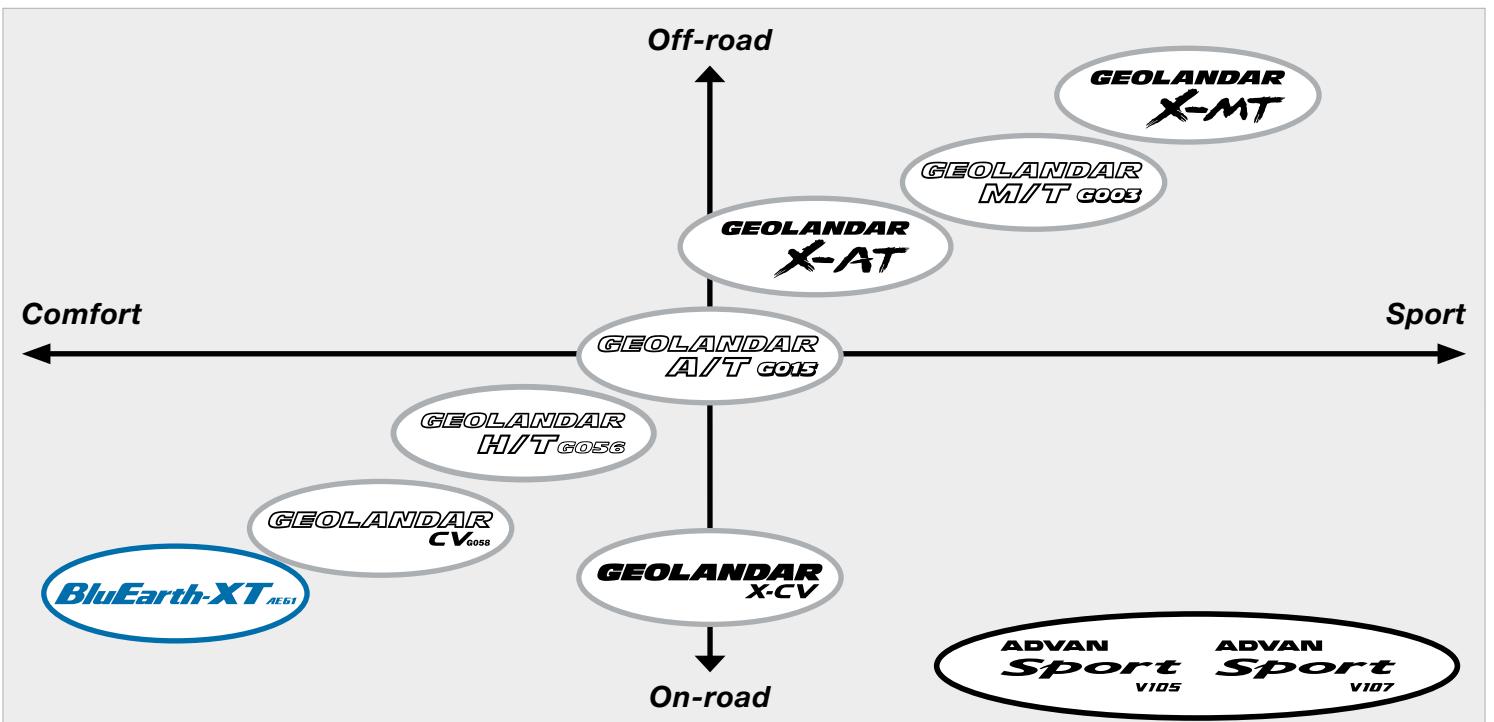 Off-road
GEOLANDAR
X-MT
GEOLANDAR
M/T G003
GEOLANDAR
X-AT
Comfort
Sport
GEOLANDAR
A/T G015
GEOLANDAR
H/T G056
GEOLANDAR
CV G058
BluEarth-XT AE61
GEOLANDAR
X-CV
ADVAN
Sport
V105
ADVAN
Sport
V107
On-road